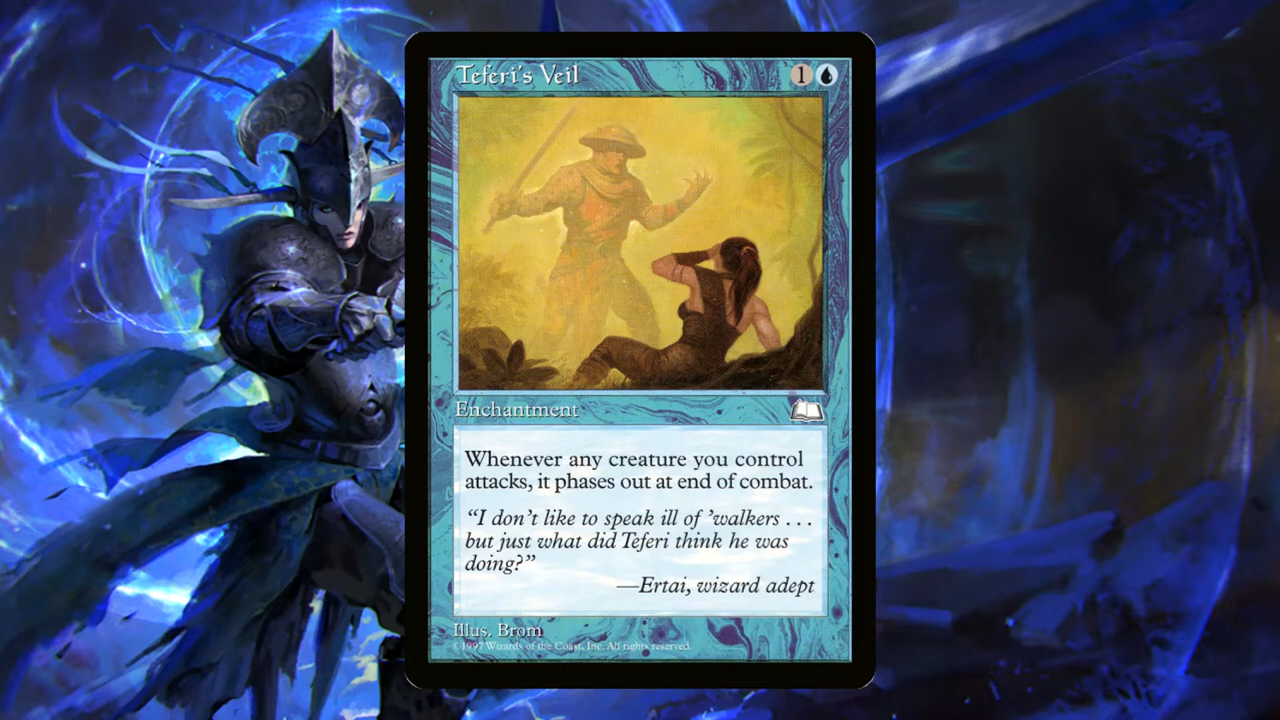 Teferi's Veil 1
Enchantment
Whenever any creature you control
attacks, it phases out at end of combat.
“I don't like to speak ill of 'walkers . . .
but just what did Teferi think he was
doing?”
—Ertai, wizard adept
Illus. Brom
©1997 Wizards of the Coast, Inc. All rights reserved.